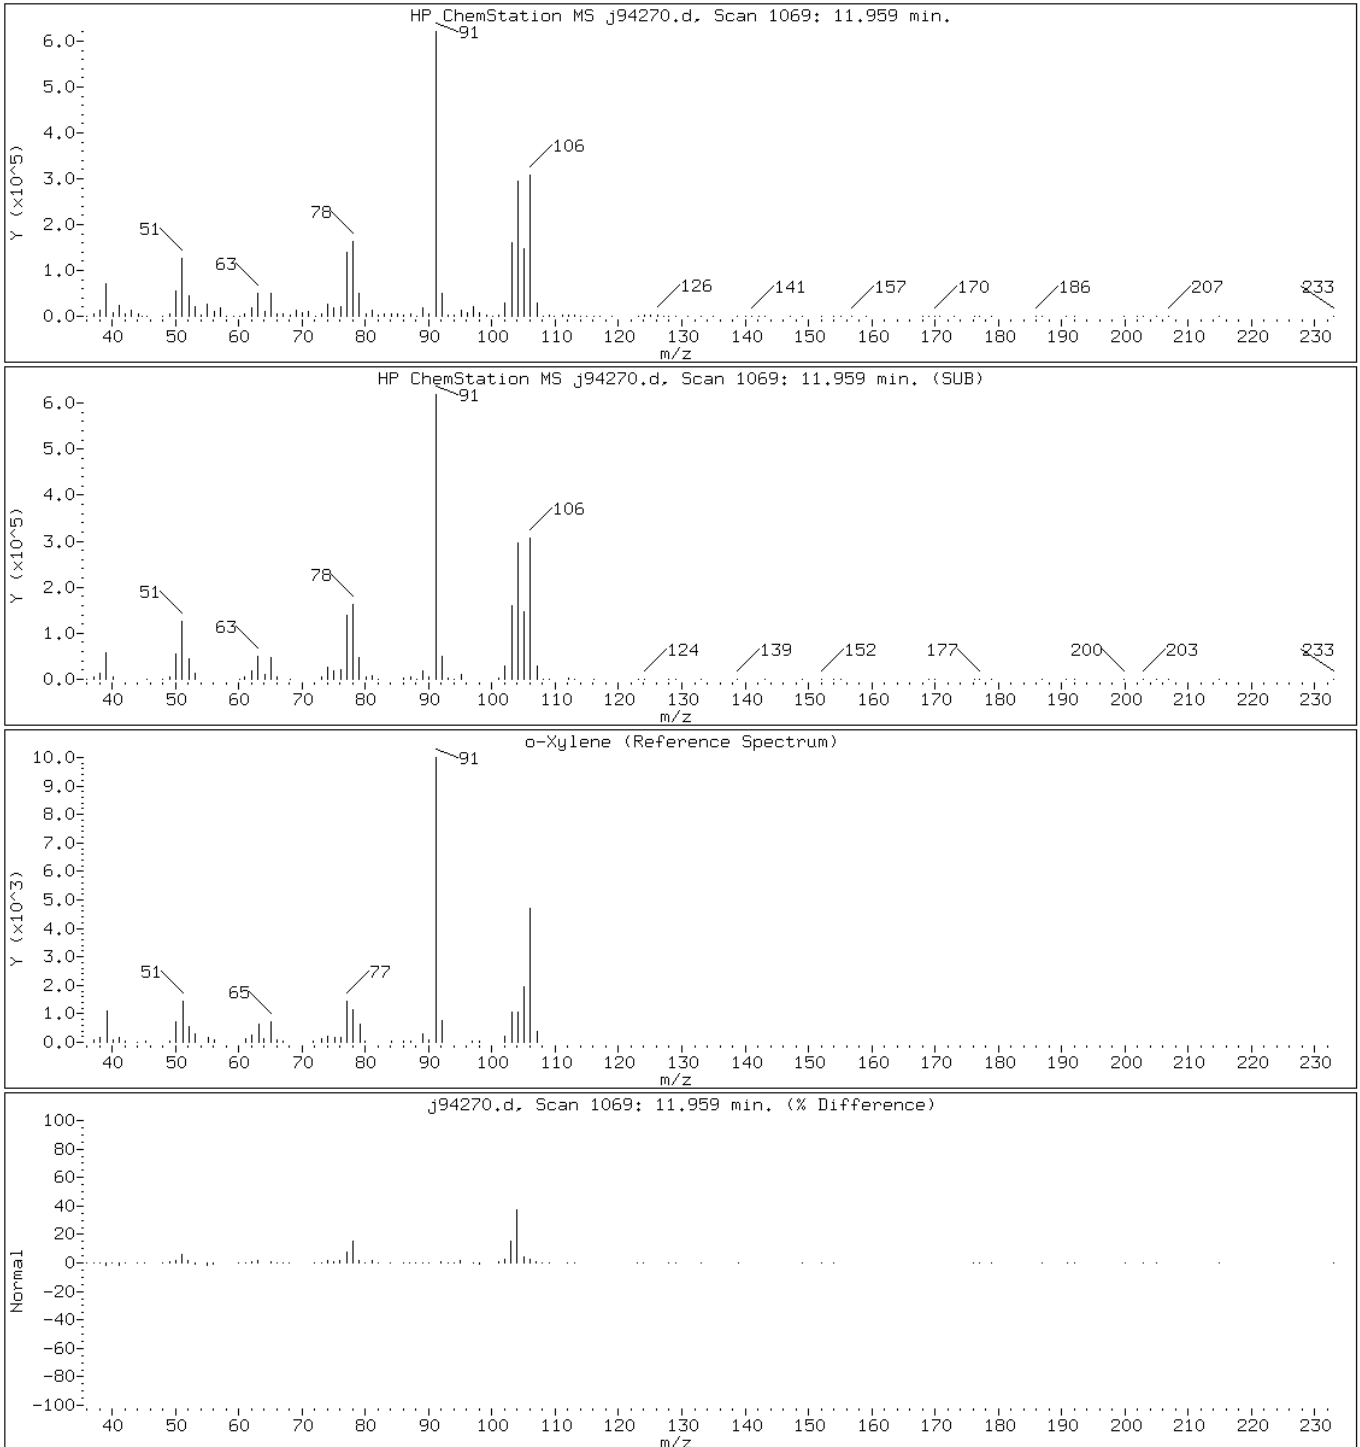 HP ChemStation MS j94270.d, Scan 1069: 11.959 min.
91
6.0
5.0
4.0
106
3.0
78
51
2.0
63
1.0
126 141 157 170 186 207 233
0.0
Y (x10^5)
40 50 60 70 80 90 100 110 120 130 140 150 160 170 180 190 200 210 220 230
m/z
HP ChemStation MS j94270.d, Scan 1069: 11.959 min. (SUB)
91
6.0
5.0
4.0
106
3.0
78
51
2.0
63
1.0
124 139 152 177 200 203 233
0.0
Y (x10^5)
40 50 60 70 80 90 100 110 120 130 140 150 160 170 180 190 200 210 220 230
m/z
o-Xylene (Reference Spectrum)
91
10.0
9.0
8.0
7.0
6.0
5.0
4.0
3.0
51 77
65
2.0
1.0
0.0
Y (x10^3)
40 50 60 70 80 90 100 110 120 130 140 150 160 170 180 190 200 210 220 230
m/z
j94270.d, Scan 1069: 11.959 min. (% Difference)
100
80
60
40
20
0
-20
-40
-60
-80
-100
Normal
40 50 60 70 80 90 100 110 120 130 140 150 160 170 180 190 200 210 220 230
m/z